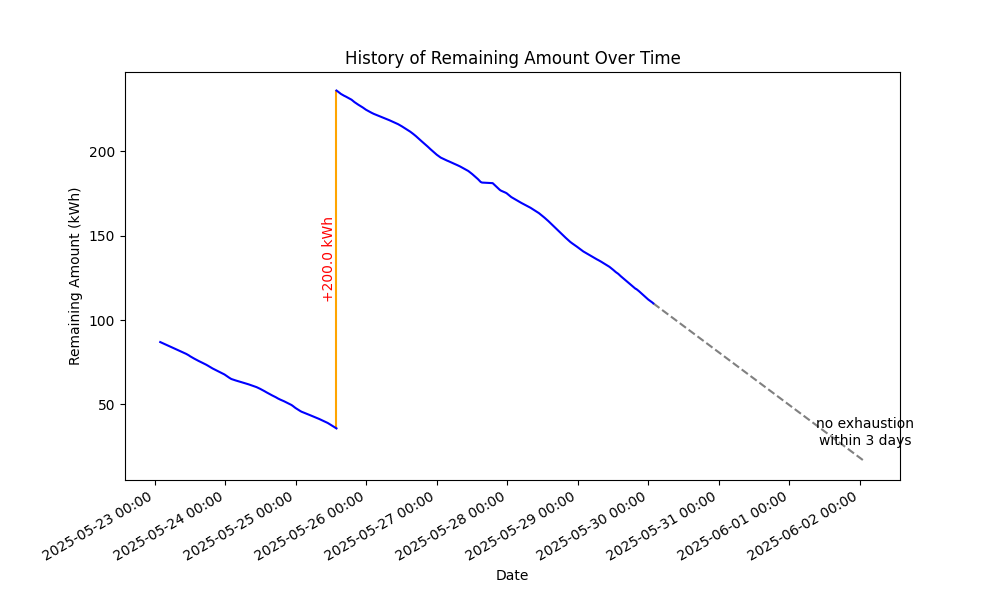 History of Remaining Amount Over Time
Remaining Amount (kWh)
200
150
100
50
+200.0 kWh
no exhaustion
within 3 days
2025-05-23 00:00
2025-05-24 00:00
2025-05-25 00:00
2025-05-26 00:00
2025-05-27 00:00
2025-05-28 00:00
2025-05-29 00:00
2025-05-30 00:00
2025-05-31 00:00
2025-06-01 00:00
2025-06-02 00:00
Date